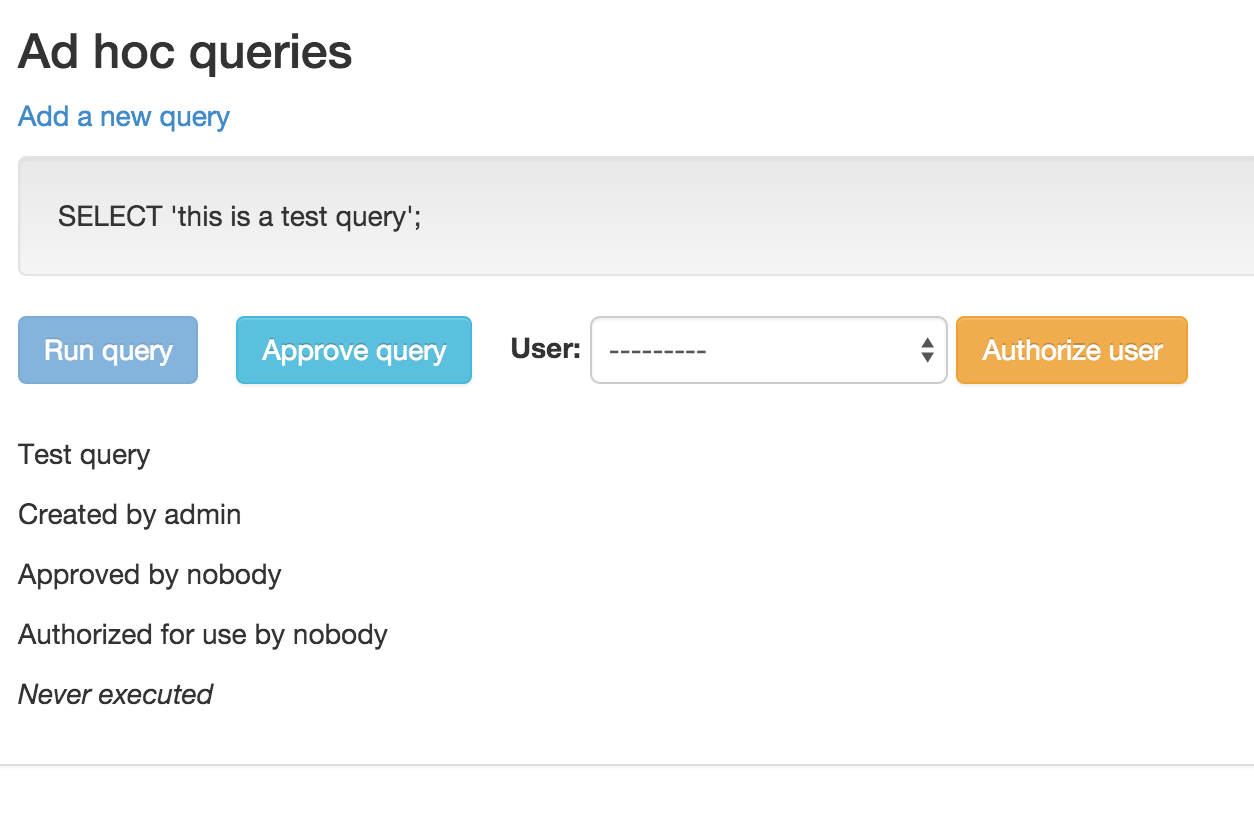 Ad hoc queries
Add a new query
SELECT 'this is a test query';
Run query Approve query User: --------- Authorize user
Test query
Created by admin
Approved by nobody
Authorized for use by nobody
Never executed